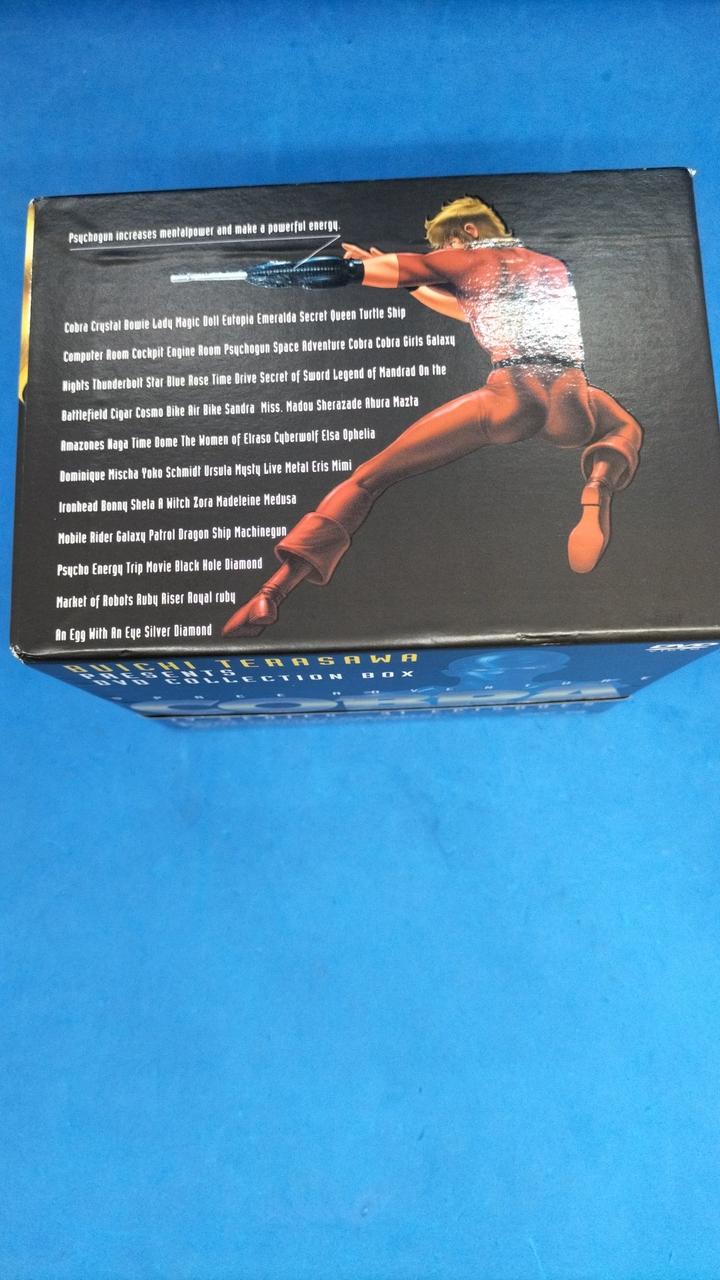 Psychogun increases mentalpower and make a powerful energy.
Cobra Crystal Bowie Lady Magic Doll Eutopia Emeralda Secret Queen Turtle Ship
Computer Room Cockpit Engine Room Psychogun Space Adventure Cobra Cobra Girls Galaxy
Nights Thunderbolt Star Blue Rose Time Drive Secret of Sword Legend of Mandrad On the
Battlefield Cigar Cosmo Bike Air Bike Sandra Miss. Madou Sherazade Ahura Mazta
Amazones Naga Time Dome The Women of Elraso Cyberwolf Elsa Ophelia
Dominique Mischa Yoko Schmidt Ursula Mysty Live Metal Eris Mimi
Ironhead Bonny Shela A Witch Zora Madeleine Medusa
Mobile Rider Galaxy Patrol Dragon Ship Machinegun
Psycho Energy Trip Movie Black Hole Diamond
Market of Robots Ruby Riser Royal ruby
An Egg With An Eye Silver Diamond
BUICHI TERASAWA
PRESENTS
DVD COLLECTION BOX
SPACE ADVENTURE
COBRA
DVD